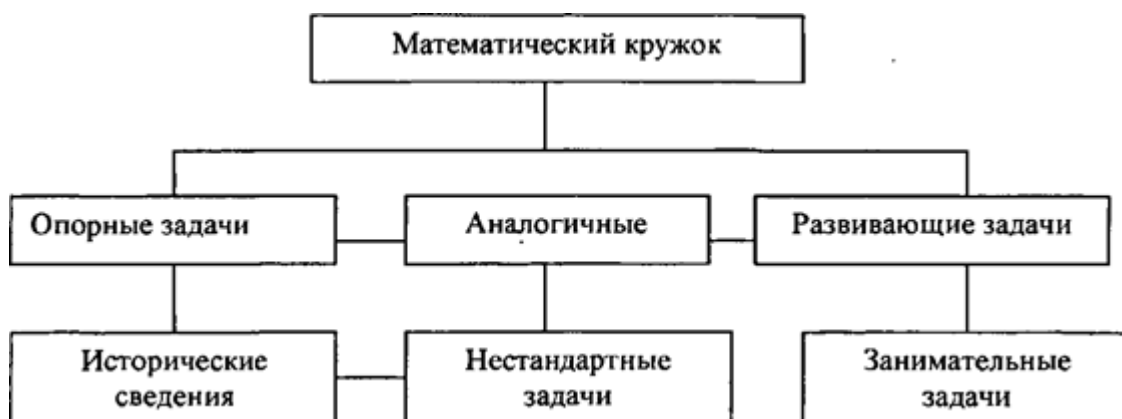 Математический кружок
Опорные задачи
Аналогичные
Развивающие задачи
Исторические
сведения
Нестандартные
задачи
Занимательные
задачи